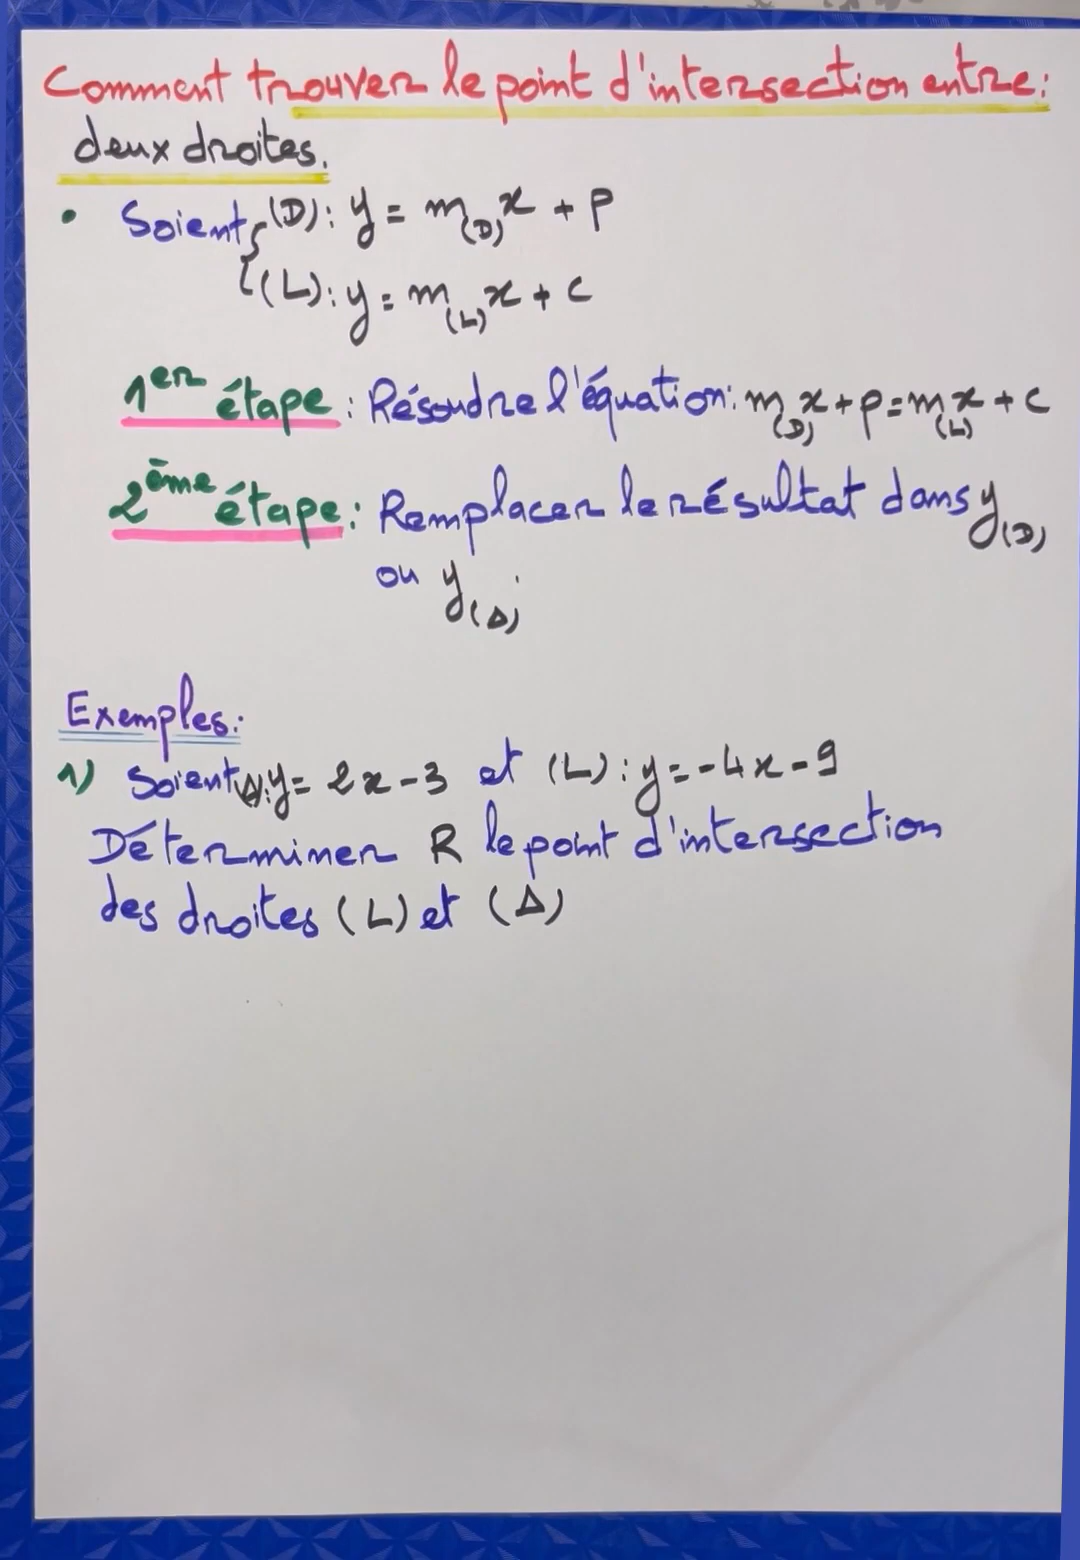 Comment trouver le point d'intersection entre:
deux droites.
• Soient { (D): y = m(D) x + p
(L): y = m(L) x + c
1er étape: Résoudre l'équation: m(D) x + p = m(L) x + c
2ème étape: Remplacer le résultat dans y(D)
ou y(Δ)
Exemples:
1) Soient (Δ): y = 2x - 3 et (L): y = -4x - 9
Déterminer R le point d'intersection
des droites (L) et (Δ)